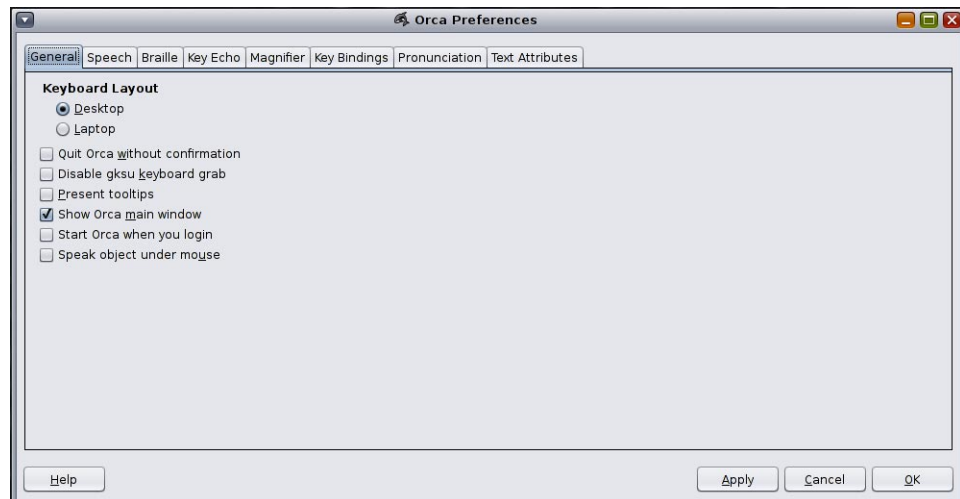 Orca Preferences
General Speech Braille Key Echo Magnifier Key Bindings Pronunciation Text Attributes
Keyboard Layout
Desktop
Laptop
Quit Orca without confirmation
Disable gksu keyboard grab
Present tooltips
Show Orca main window
Start Orca when you login
Speak object under mouse
Help Apply Cancel OK